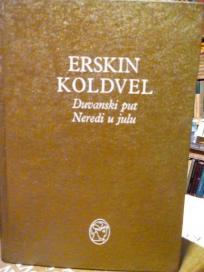 ERSKIN
KOLDVEL
Duvanski put
Neredi u julu